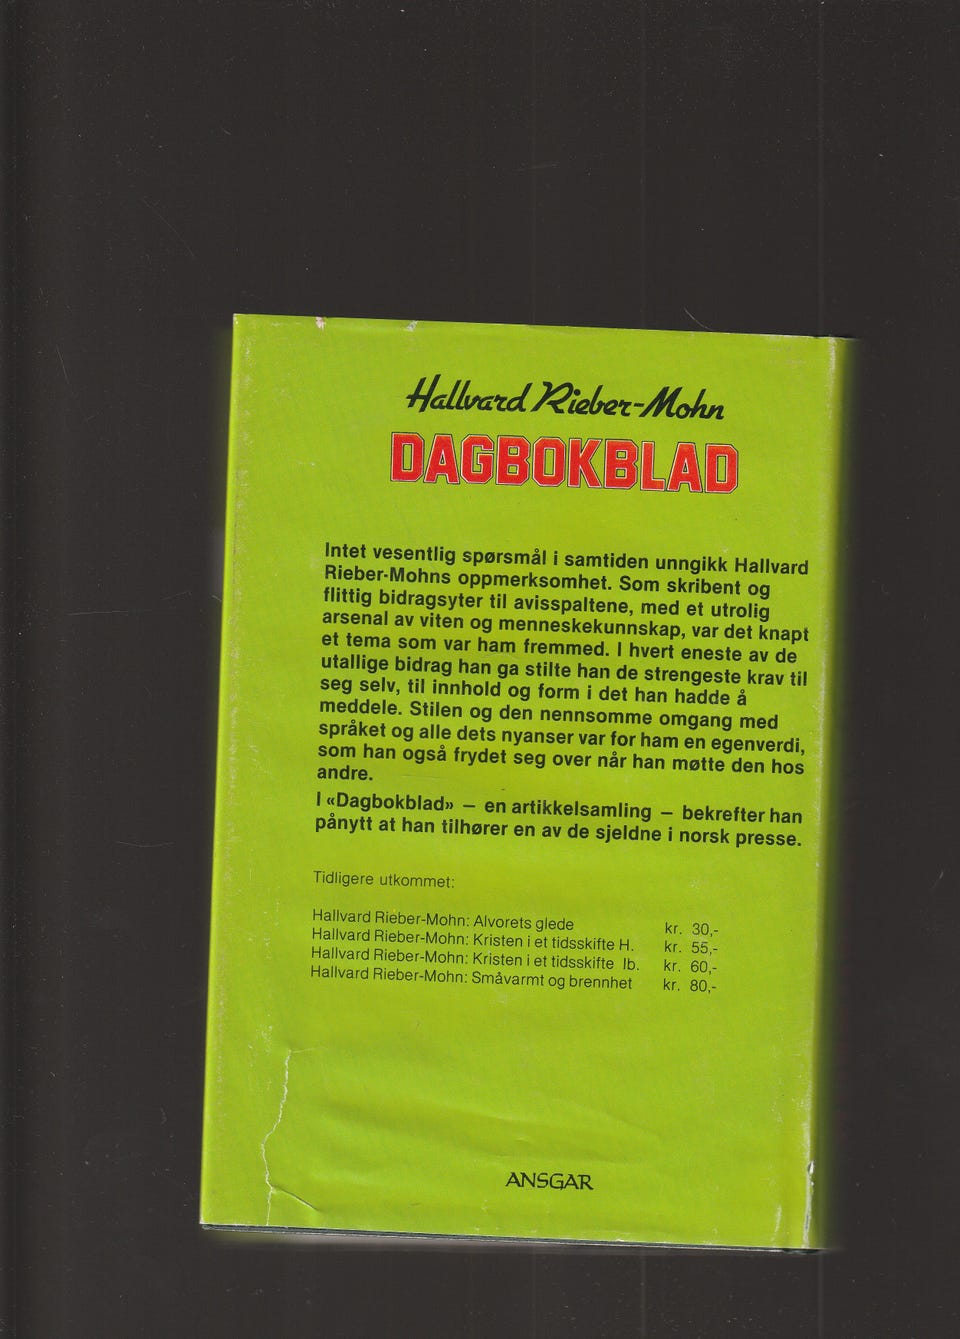 Hallvard Rieber-Mohn
DAGBOKBLAD
Intet vesentlig spørsmål i samtiden unngikk Hallvard
Rieber-Mohns oppmerksomhet. Som skribent og
flittig bidragsyter til avisspaltene, med et utrolig
arsenal av viten og menneskekunnskap, var det knapt
et tema som var ham fremmed. I hvert eneste av de
utallige bidrag han ga stilte han de strengeste krav til
seg selv, til innhold og form i det han hadde å
meddele. Stilen og den nennsomme omgang med
språket og alle dets nyanser var for ham en egenverdi,
som han også frydet seg over når han møtte den hos
andre.
I «Dagbokblad» – en artikkelsamling – bekrefter han
pånytt at han tilhører en av de sjeldne i norsk presse.
Tidligere utkommet:
Hallvard Rieber-Mohn: Alvorets glede kr. 30,-
Hallvard Rieber-Mohn: Kristen i et tidsskifte H. kr. 55,-
Hallvard Rieber-Mohn: Kristen i et tidsskifte Ib. kr. 60,-
Hallvard Rieber-Mohn: Småvarmt og brennhet kr. 80,-
ANSGAR